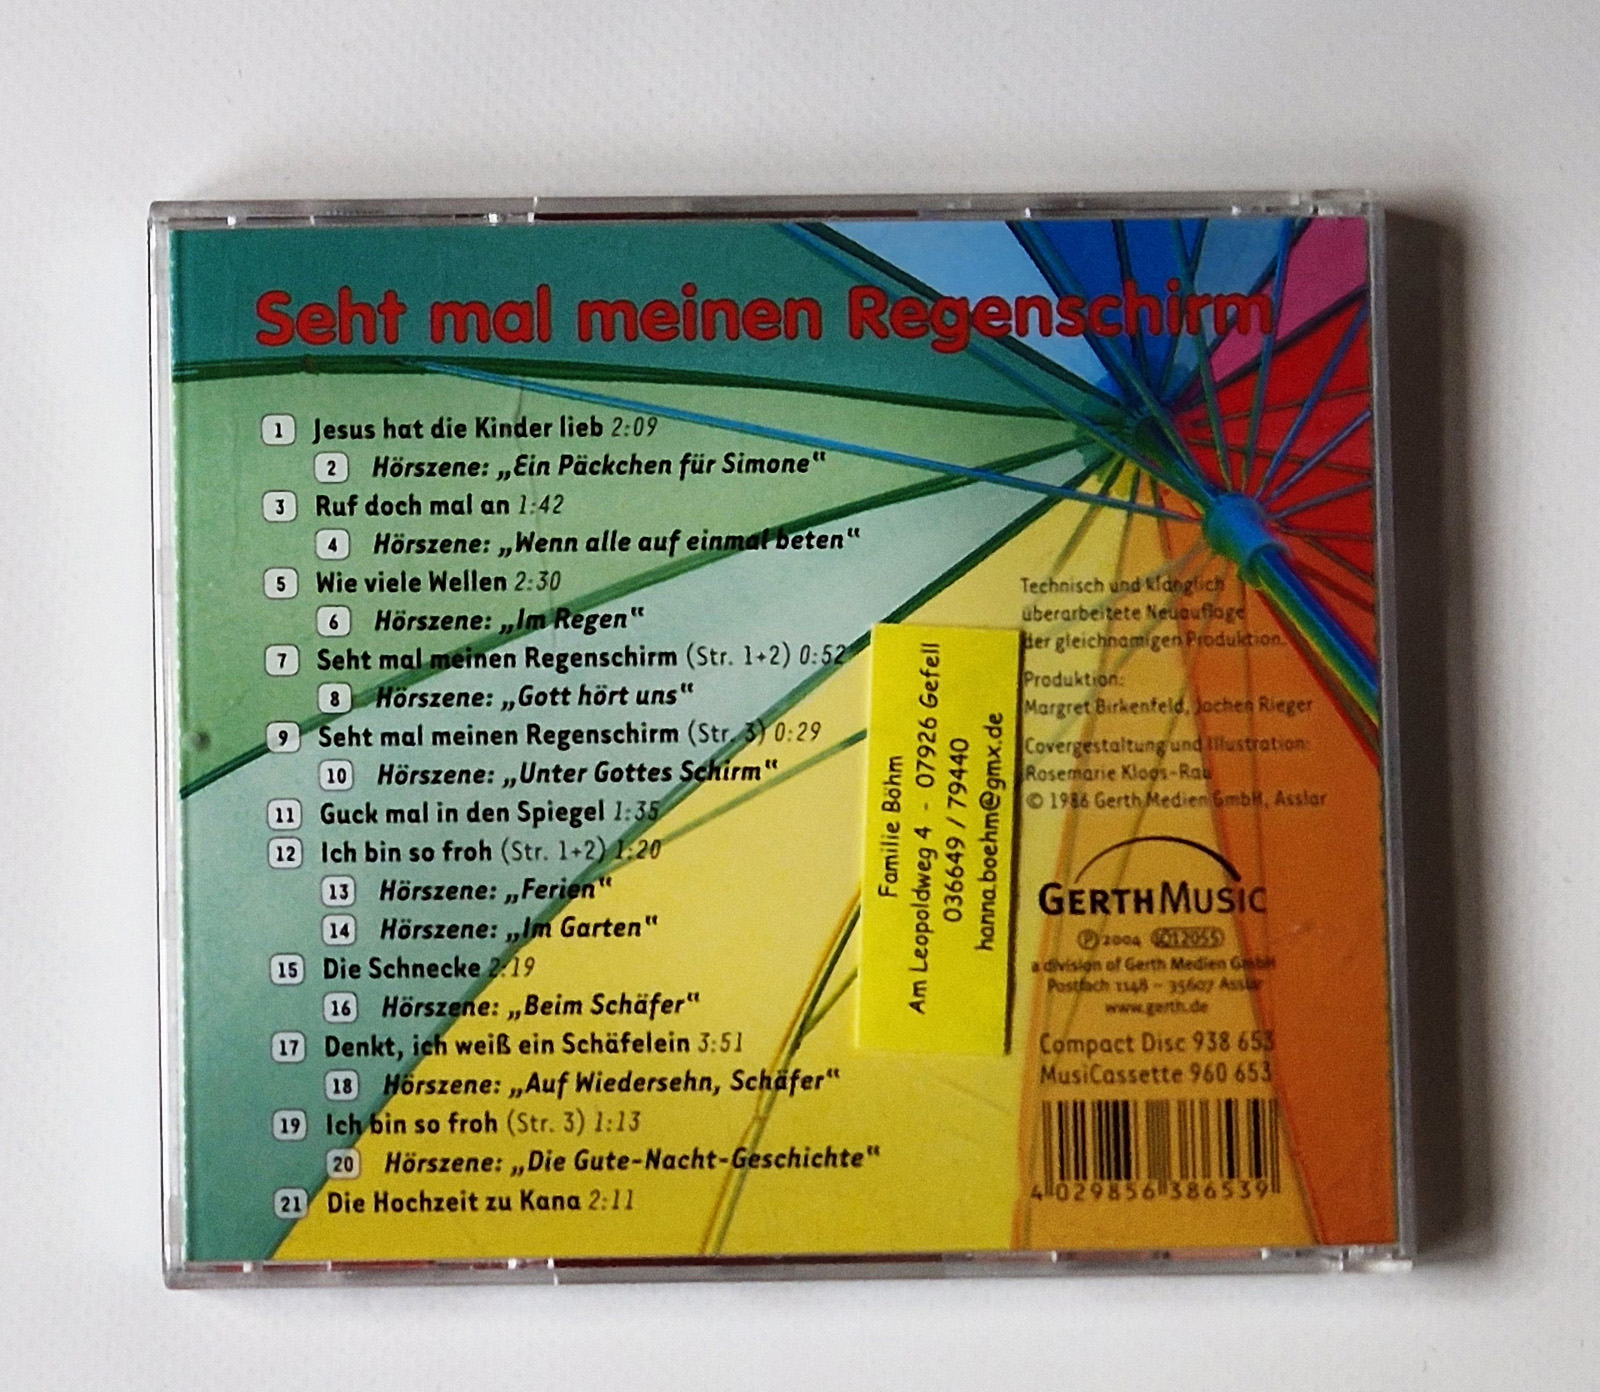 Seht mal meinen Regenschirm
1 Jesus hat die Kinder lieb 2:09
2 Hörszene: „Ein Päckchen für Simone“
3 Ruf doch mal an 1:42
4 Hörszene: „Wenn alle auf einmal beten“
5 Wie viele Wellen 2:30
6 Hörszene: „Im Regen“
7 Seht mal meinen Regenschirm (Str. 1+2) 0:52
8 Hörszene: „Gott hört uns“
9 Seht mal meinen Regenschirm (Str. 3) 0:29
10 Hörszene: „Unter Gottes Schirm“
11 Guck mal in den Spiegel 1:35
12 Ich bin so froh (Str. 1+2) 1:20
13 Hörszene: „Ferien“
14 Hörszene: „Im Garten“
15 Die Schnecke 2:19
16 Hörszene: „Beim Schäfer“
17 Denkt, ich weiß ein Schäfelein 3:51
18 Hörszene: „Auf Wiedersehn, Schäfer“
19 Ich bin so froh (Str. 3) 1:13
20 Hörszene: „Die Gute-Nacht-Geschichte“
21 Die Hochzeit zu Kana 2:11
Familie Böhm
Am Leopoldweg 4 - 07926 Gefell
036649 / 79440
hanna.boehm@gmx.de
Technisch und klanglich
überarbeitete Neuauflage
der gleichnamigen Produktion.
Produktion:
Margret Birkenfeld, Jochen Rieger
Covergestaltung und Illustration:
Rosemarie Kloos-Rau
© 1986 Gerth Medien GmbH, Asslar
GERTH MUSIC
℗ 2004 LC 12055
a division of Gerth Medien GmbH
Postfach 1148 – 35607 Asslar
www.gerth.de
Compact Disc 938 653
MusiCassette 960 653
4 029856 386539